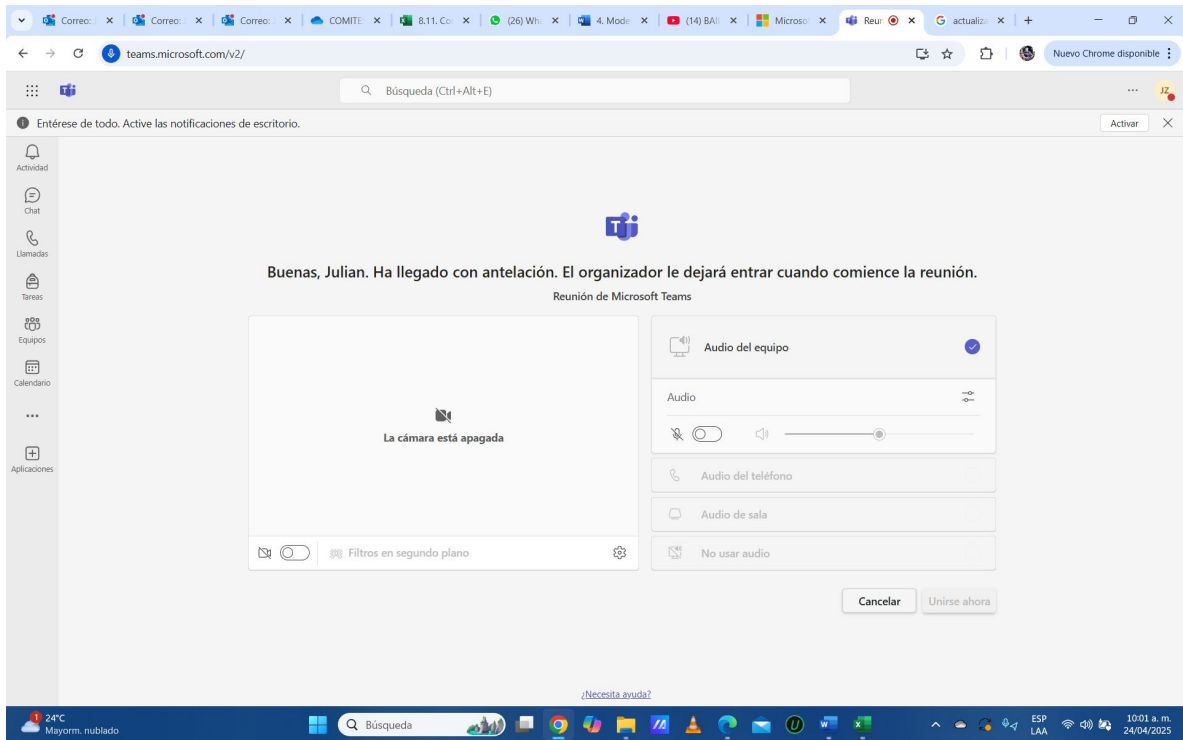 Correo:
Correo:
Correo:
COMITE
8.11. Co
(26) Wh
4. Mode
(14) BAI
Microso
Reur
actualiz
teams.microsoft.com/v2/
Nuevo Chrome disponible
Búsqueda (Ctrl+Alt+E)
JZ
Entérese de todo. Active las notificaciones de escritorio.
Activar
Actividad
Chat
Llamadas
Tareas
Equipos
Calendario
Aplicaciones
Buenas, Julian. Ha llegado con antelación. El organizador le dejará entrar cuando comience la reunión.
Reunión de Microsoft Teams
La cámara está apagada
Filtros en segundo plano
Audio del equipo
Audio
Audio del teléfono
Audio de sala
No usar audio
Cancelar
Unirse ahora
¿Necesita ayuda?
1
24°C
Mayorm. nublado
Búsqueda
ESP
LAA
10:01 a. m.
24/04/2025